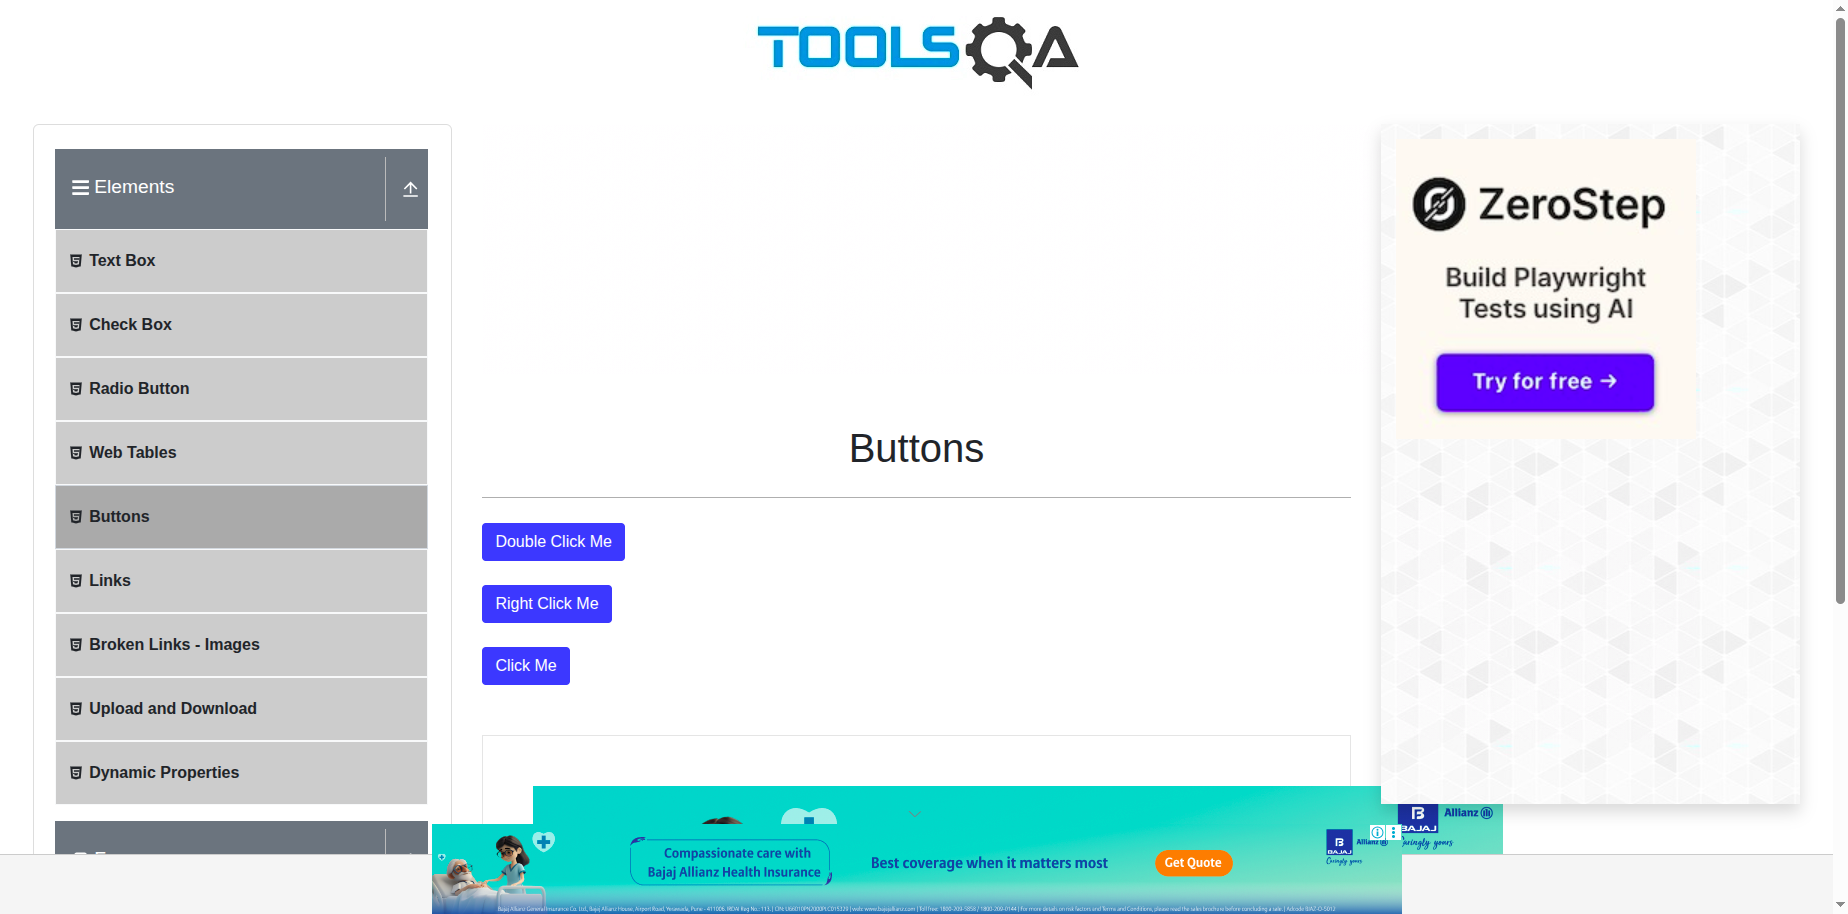 TOOLSQA
Elements
Text Box
Check Box
Radio Button
Web Tables
Buttons
Links
Broken Links - Images
Upload and Download
Dynamic Properties
Buttons
Double Click Me
Right Click Me
Click Me
ZeroStep
Build Playwright
Tests using AI
Try for free →
B
BAJAJ
Allianz
Caringly yours
Compassionate care with
Bajaj Allianz Health Insurance
Best coverage when it matters most
Get Quote
B
BAJAJ
Allianz
Caringly yours